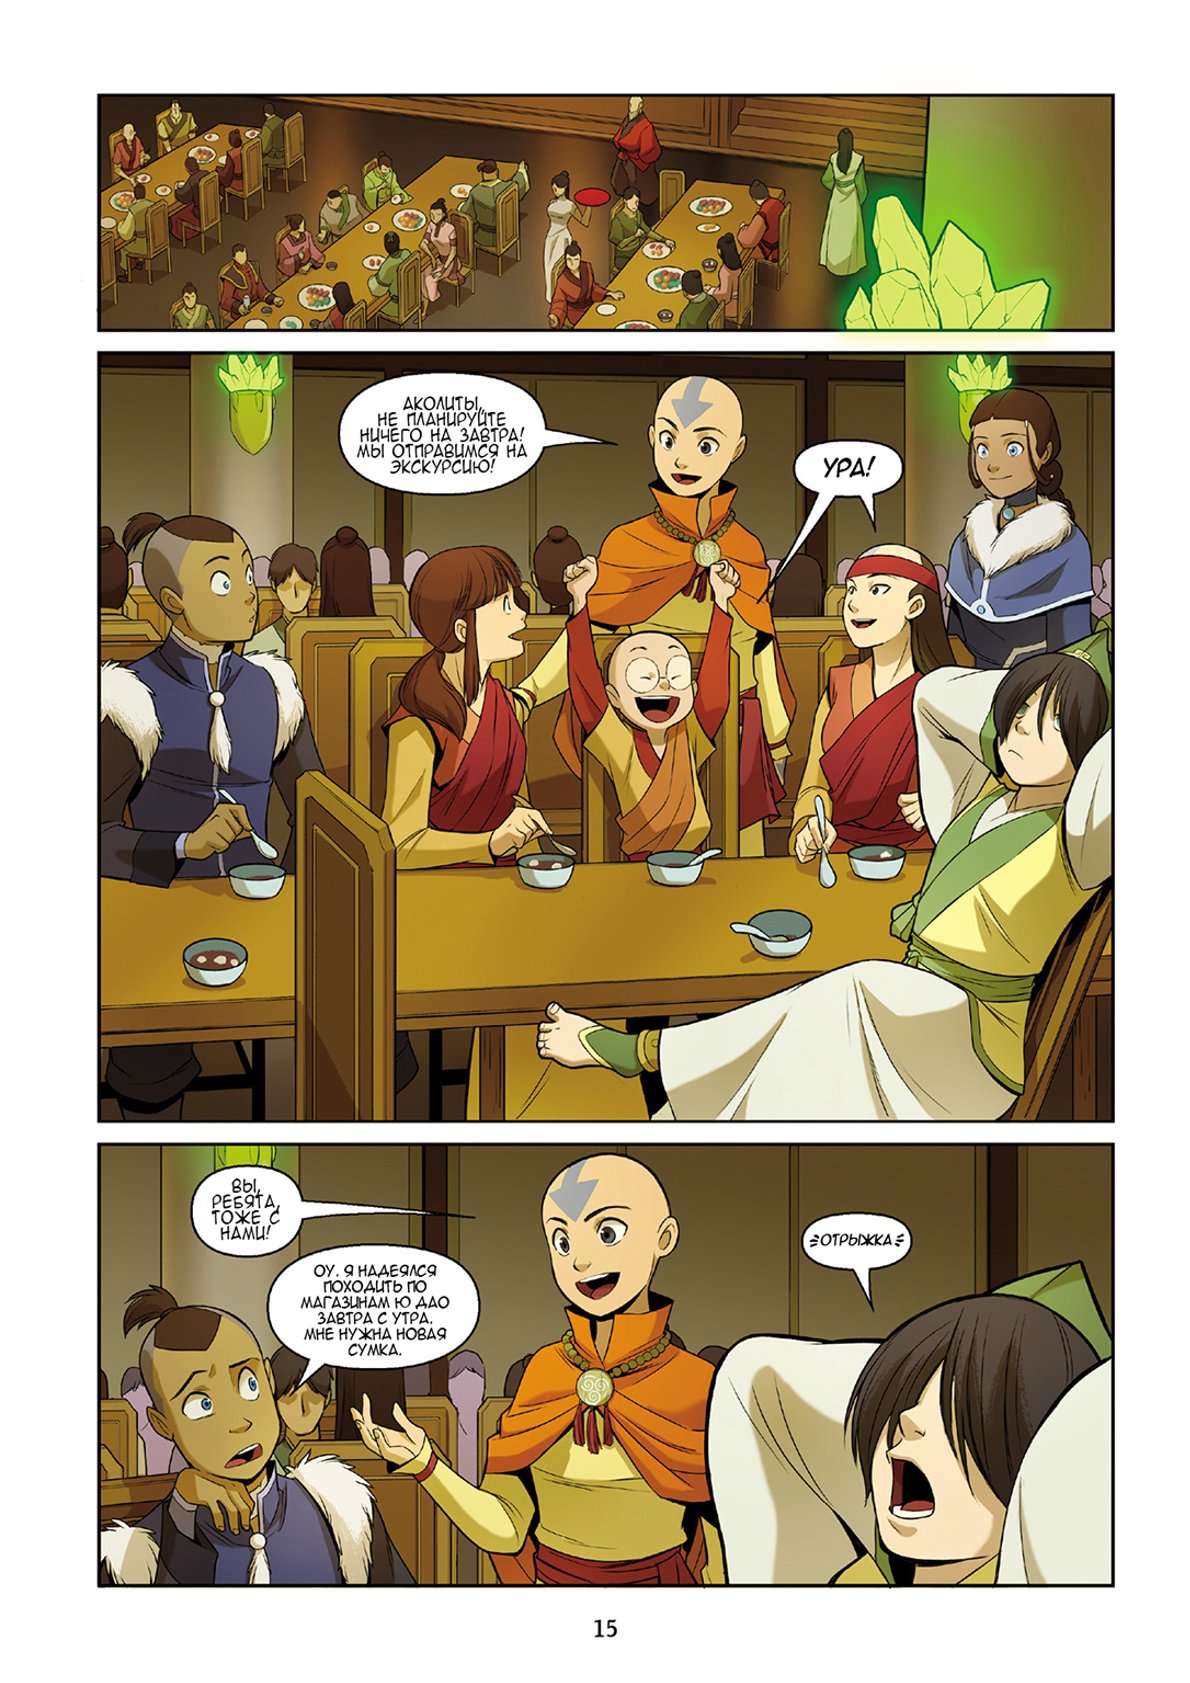 АКОЛИТЫ,
НЕ ПЛАНИРУЙТЕ
НИЧЕГО НА ЗАВТРА!
МЫ ОТПРАВИМСЯ НА
ЭКСКУРСИЮ!
УРА!
ВЫ,
РЕБЯТА,
ТОЖЕ С
НАМИ!
ОУ. Я НАДЕЯЛСЯ
ПОХОДИТЬ ПО
МАГАЗИНАМ Ю ДАО
ЗАВТРА С УТРА.
МНЕ НУЖНА НОВАЯ
СУМКА.
ОТРЫЖКА
15